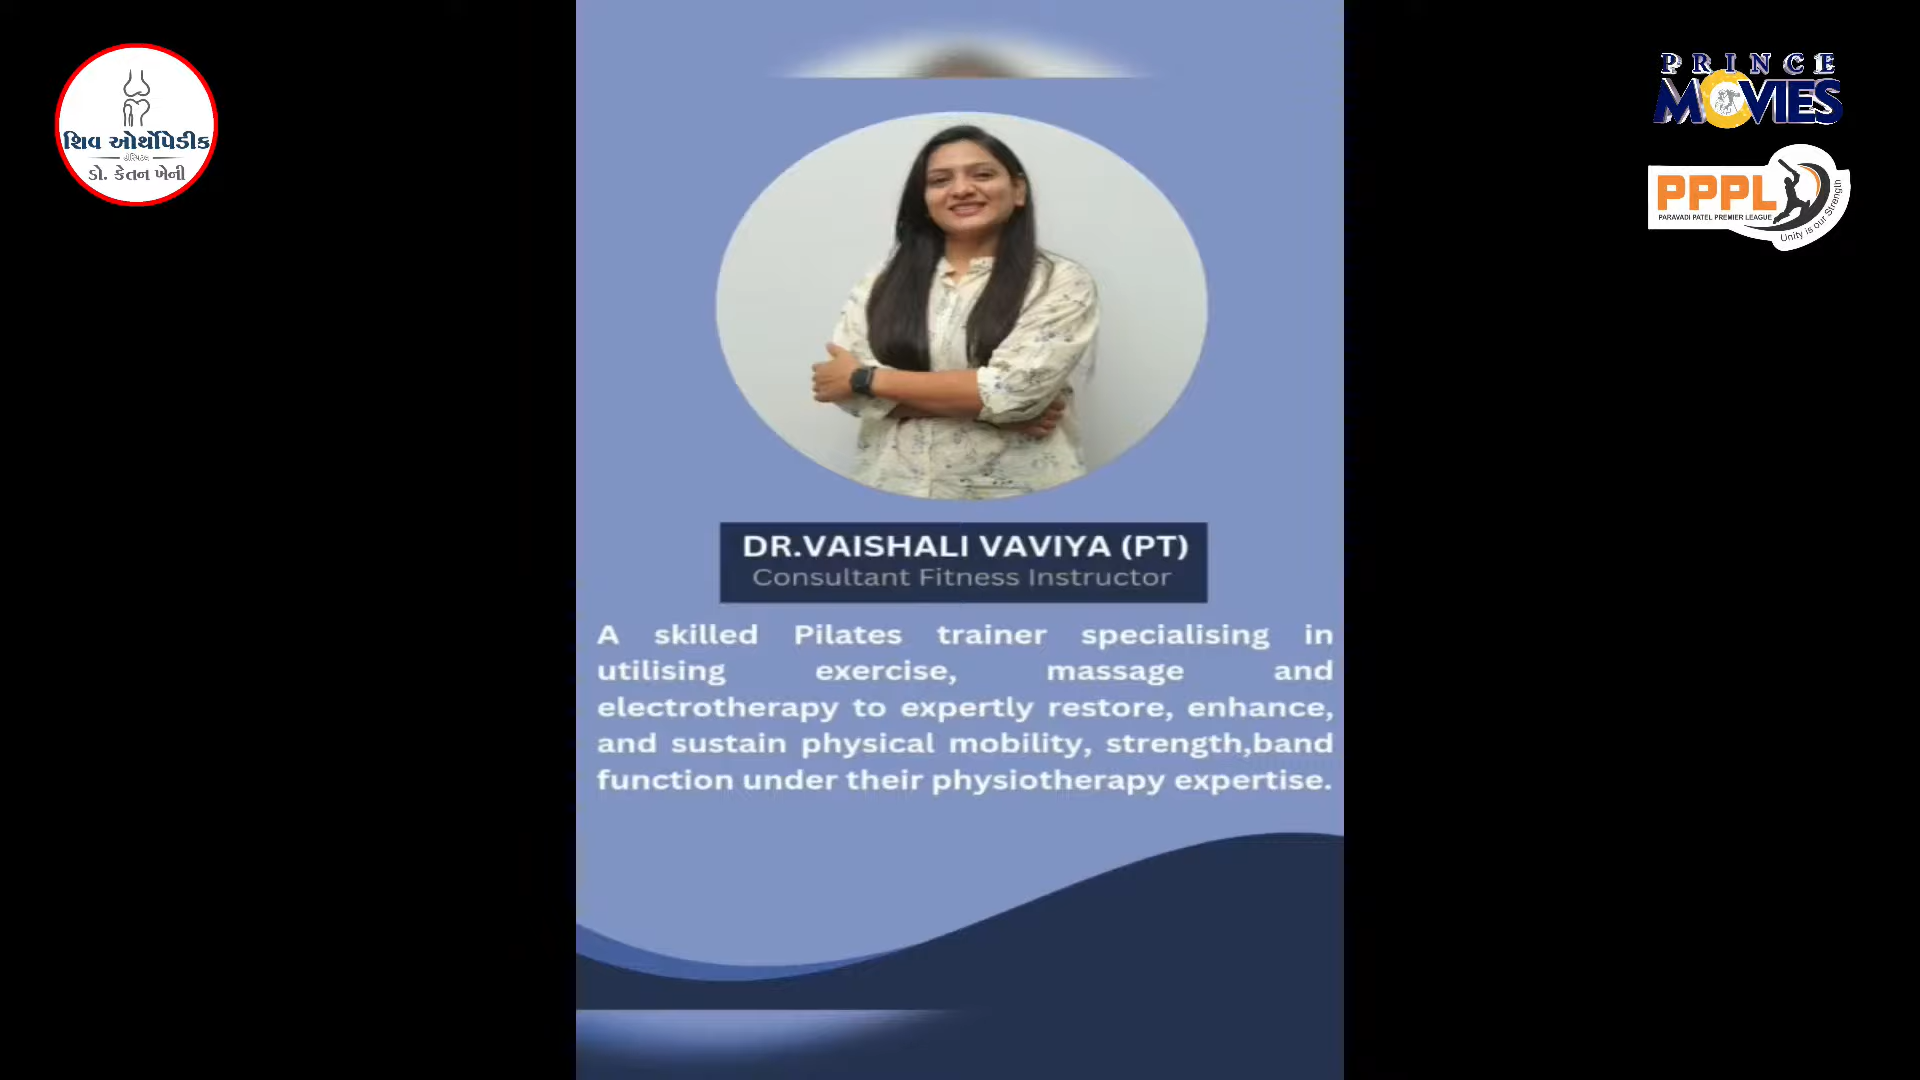 શિવ ઓર્થોપેડીક
ડો. કેતન ખેની
PRINCE
MOVIES
PPPL
PARAVADI PATEL PREMIER LEAGUE
Unity is our Strength
DR.VAISHALI VAVIYA (PT)
Consultant Fitness Instructor
A skilled Pilates trainer specialising in
utilising exercise, massage and
electrotherapy to expertly restore, enhance,
and sustain physical mobility, strength,band
function under their physiotherapy expertise.